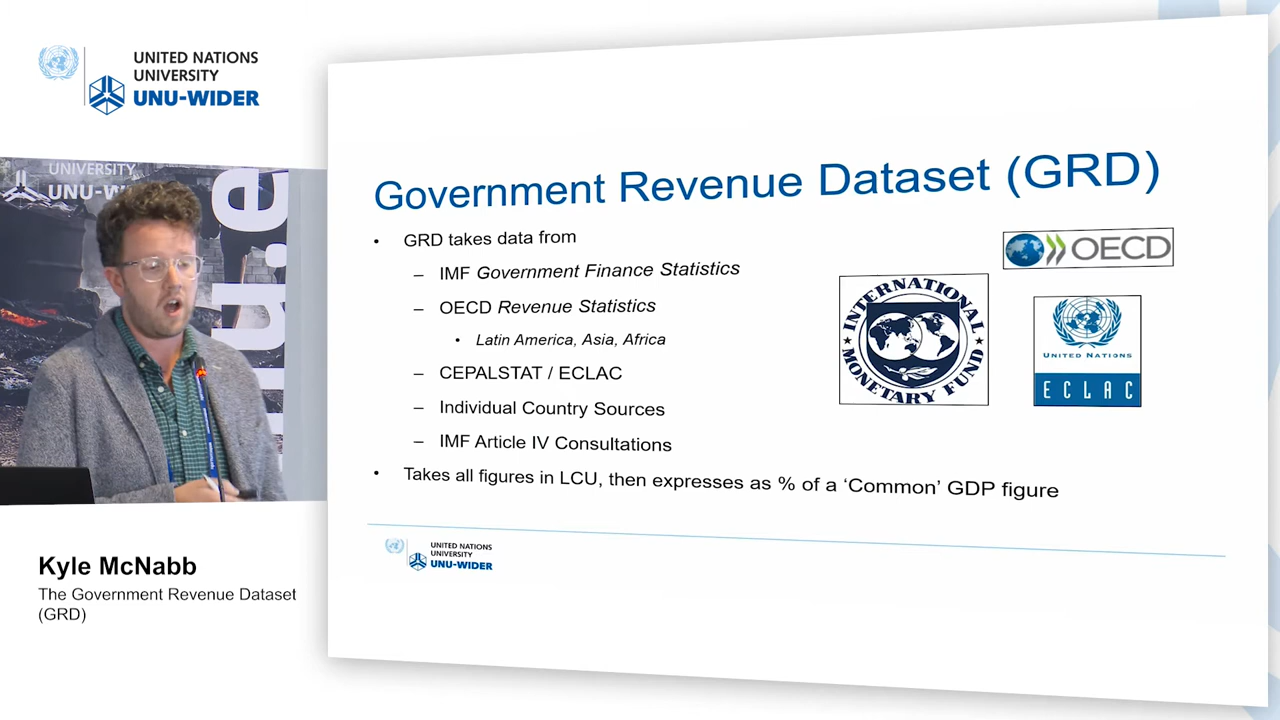 UNITED NATIONS
UNIVERSITY
UNU-WIDER
UNIVERSITY
UNU-WI
u.e
Kyle McNabb
The Government Revenue Dataset
(GRD)
Government Revenue Dataset (GRD)
• GRD takes data from
– IMF Government Finance Statistics
– OECD Revenue Statistics
• Latin America, Asia, Africa
– CEPALSTAT / ECLAC
– Individual Country Sources
– IMF Article IV Consultations
• Takes all figures in LCU, then expresses as % of a ‘Common’ GDP figure
OECD
INTERNATIONAL
MONETARY FUND
UNITED NATIONS
ECLAC
UNITED NATIONS
UNIVERSITY
UNU-WIDER